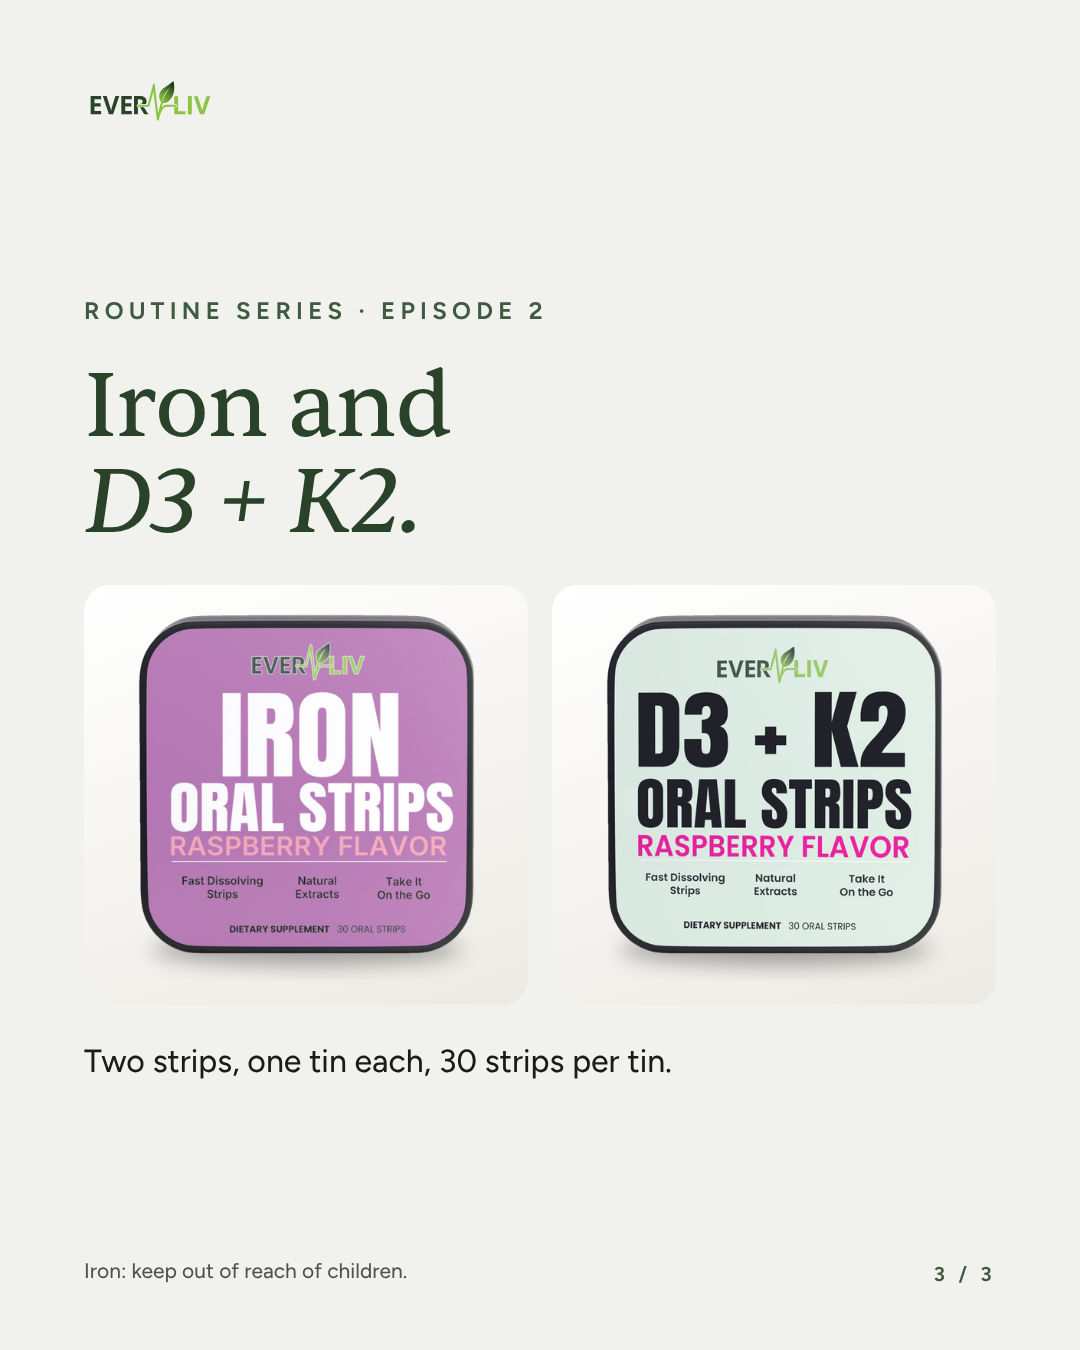 EVERLIV
ROUTINE SERIES · EPISODE 2
Iron and
D3 + K2.
EVERLIV
IRON
ORAL STRIPS
RASPBERRY FLAVOR
Fast Dissolving Strips
Natural Extracts
Take It On the Go
DIETARY SUPPLEMENT 30 ORAL STRIPS
EVERLIV
D3 + K2
ORAL STRIPS
RASPBERRY FLAVOR
Fast Dissolving Strips
Natural Extracts
Take It On the Go
DIETARY SUPPLEMENT 30 ORAL STRIPS
Two strips, one tin each, 30 strips per tin.
Iron: keep out of reach of children.
3 / 3